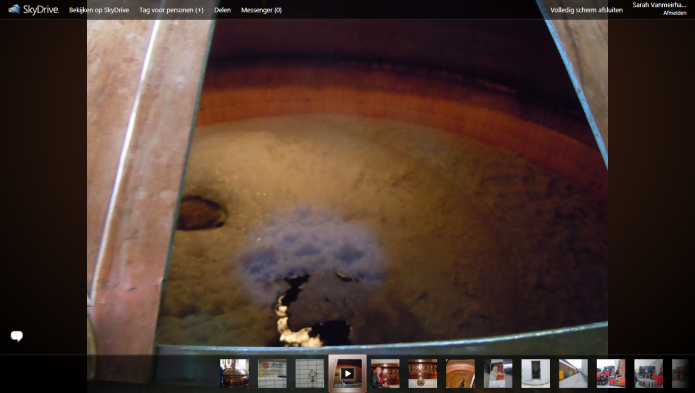 SkyDrive
Bekijken op SkyDrive
Tag voor personen (+)
Delen
Messenger (0)
Volledig scherm afsluiten
Sarah Vanmeirha...
Afmelden